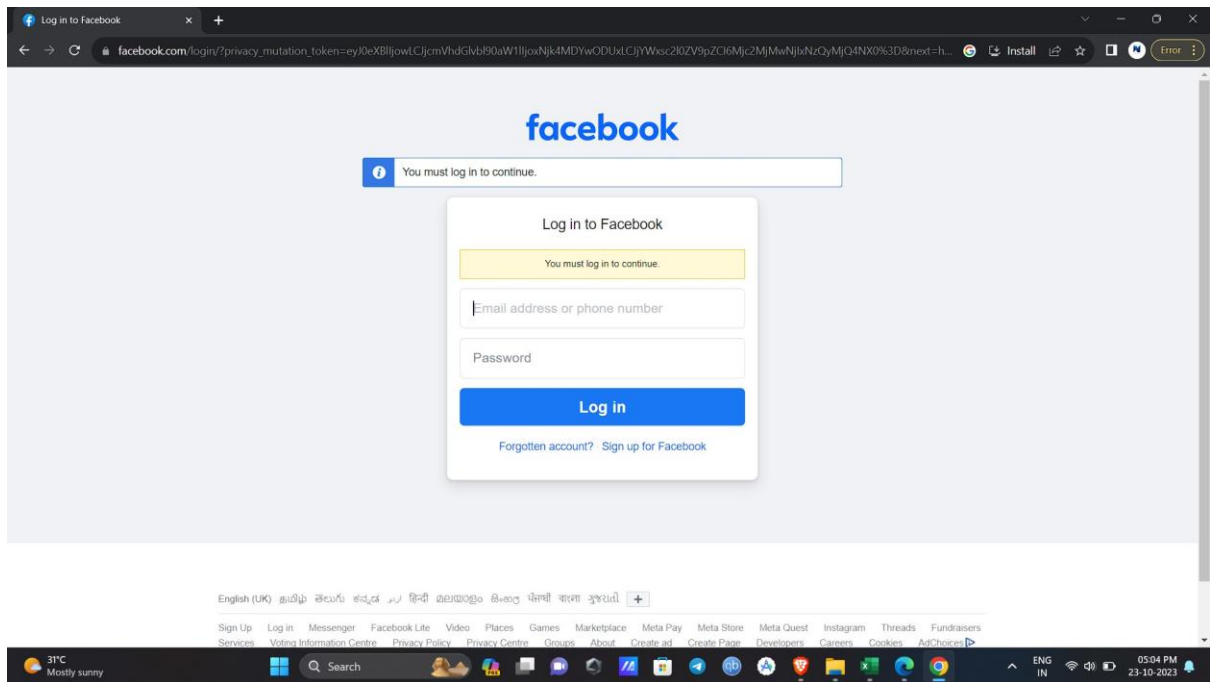 Log in to Facebook
facebook.com/login/?privacy_mutation_token=
Install
Error
facebook
You must log in to continue.
Log in to Facebook
You must log in to continue.
Email address or phone number
Password
Log in
Forgotten account? · Sign up for Facebook
English (UK) தமிழ் తెలుగు ಕನ್ನಡ اردو हिन्दी മലയാളം සිංහල ਪੰਜਾਬੀ বাংলা ગુજરાતી
Sign Up Log in Messenger Facebook Lite Video Places Games Marketplace Meta Pay Meta Store Meta Quest Instagram Threads Fundraisers
Services Voting Information Centre Privacy Policy Privacy Centre Groups About Create ad Create Page Developers Careers Cookies AdChoices
31°C
Mostly sunny
Search
ENG
IN
05:04 PM
23-10-2023